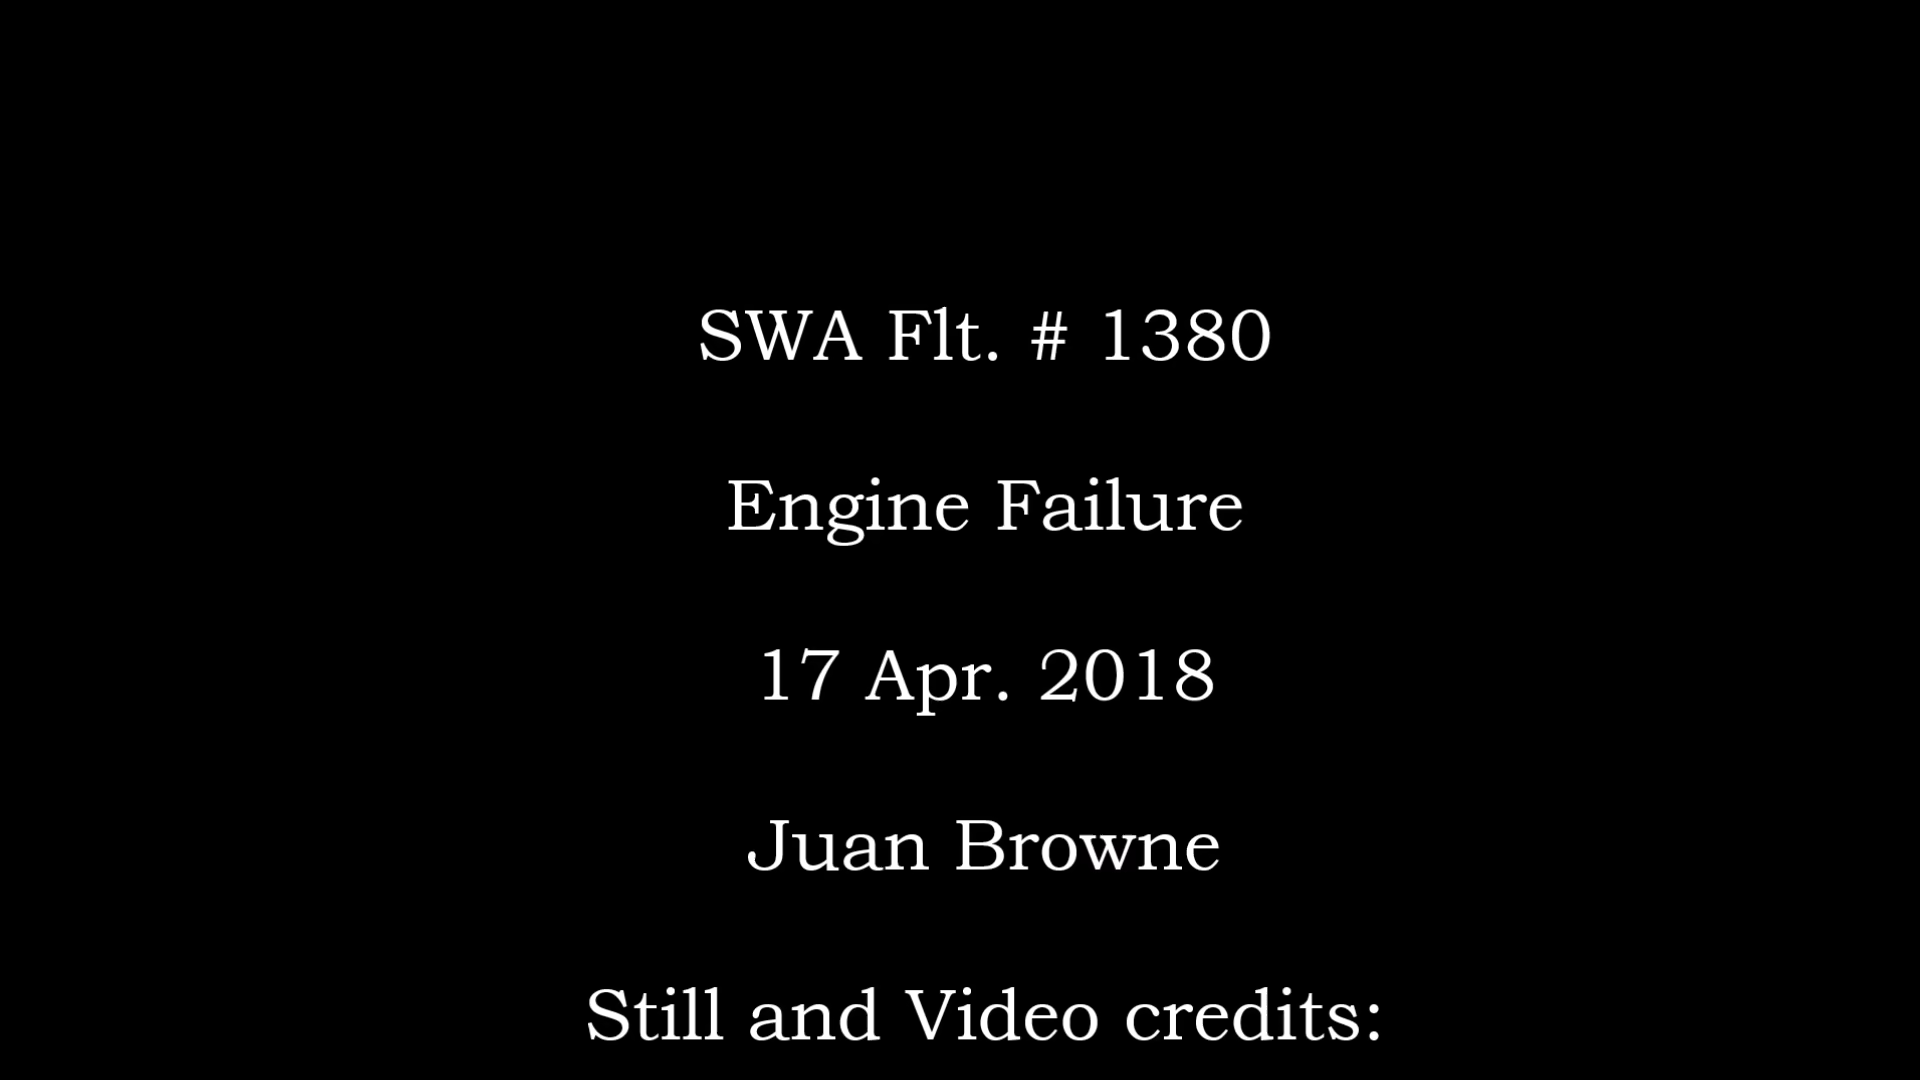 SWA Flt. # 1380
Engine Failure
17 Apr. 2018
Juan Browne
Still and Video credits: